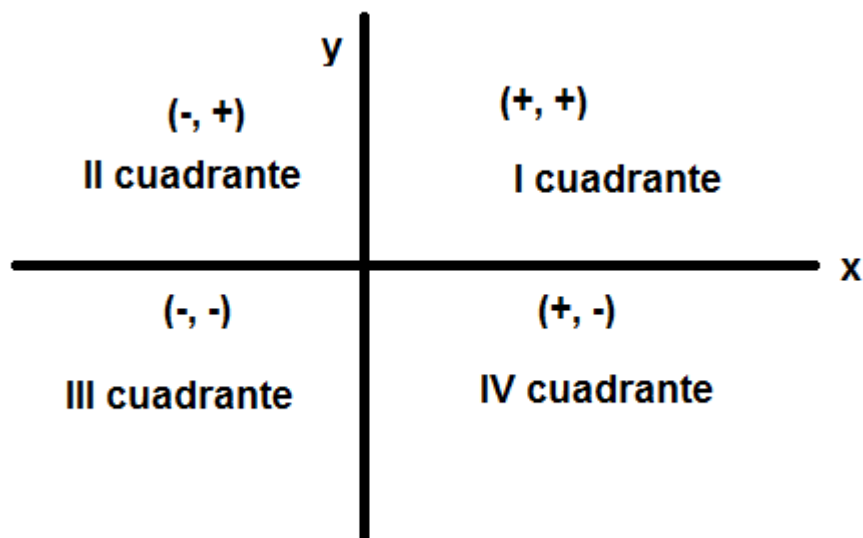 y
(-, +)
II cuadrante
(+, +)
I cuadrante
x
(-, -)
III cuadrante
(+, -)
IV cuadrante